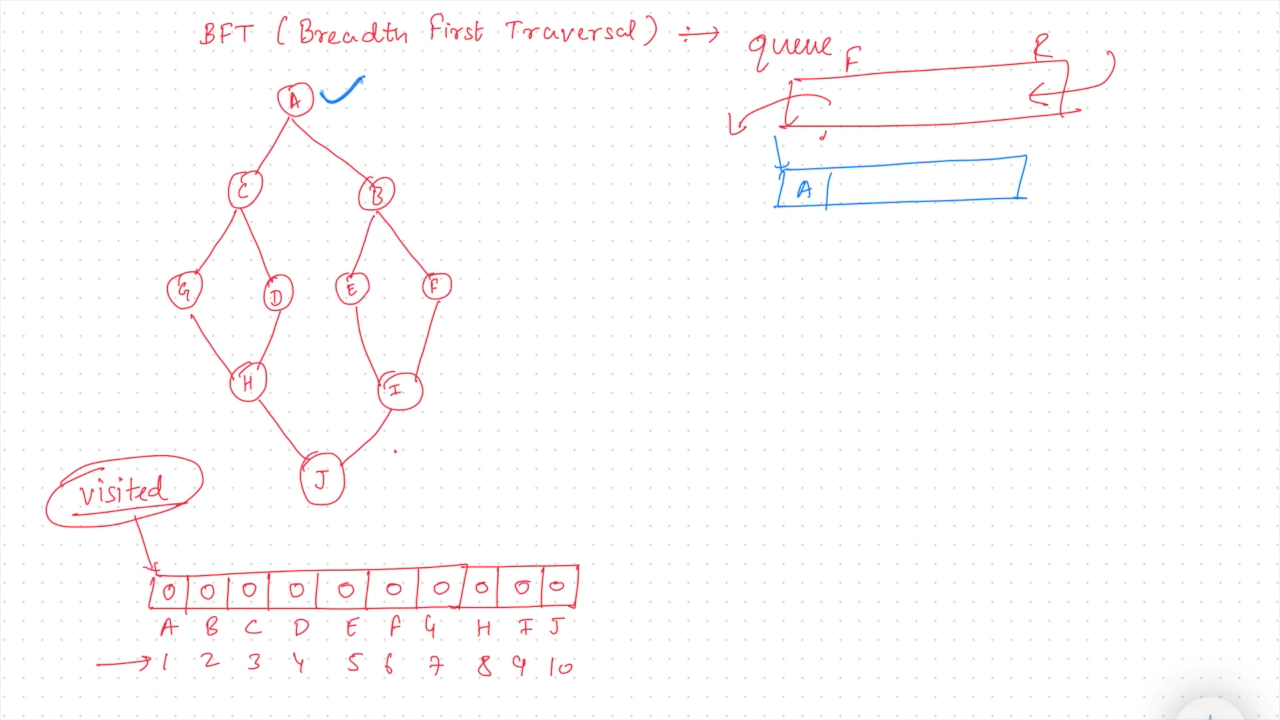 BFT ( Breadth First Traversal ) ÷→
queue
F R
A
A
E B
G D E F
H I
J
visited
0 0 0 0 0 0 0 0 0 0
A B C D E F G H I J
→ 1 2 3 4 5 6 7 8 9 10